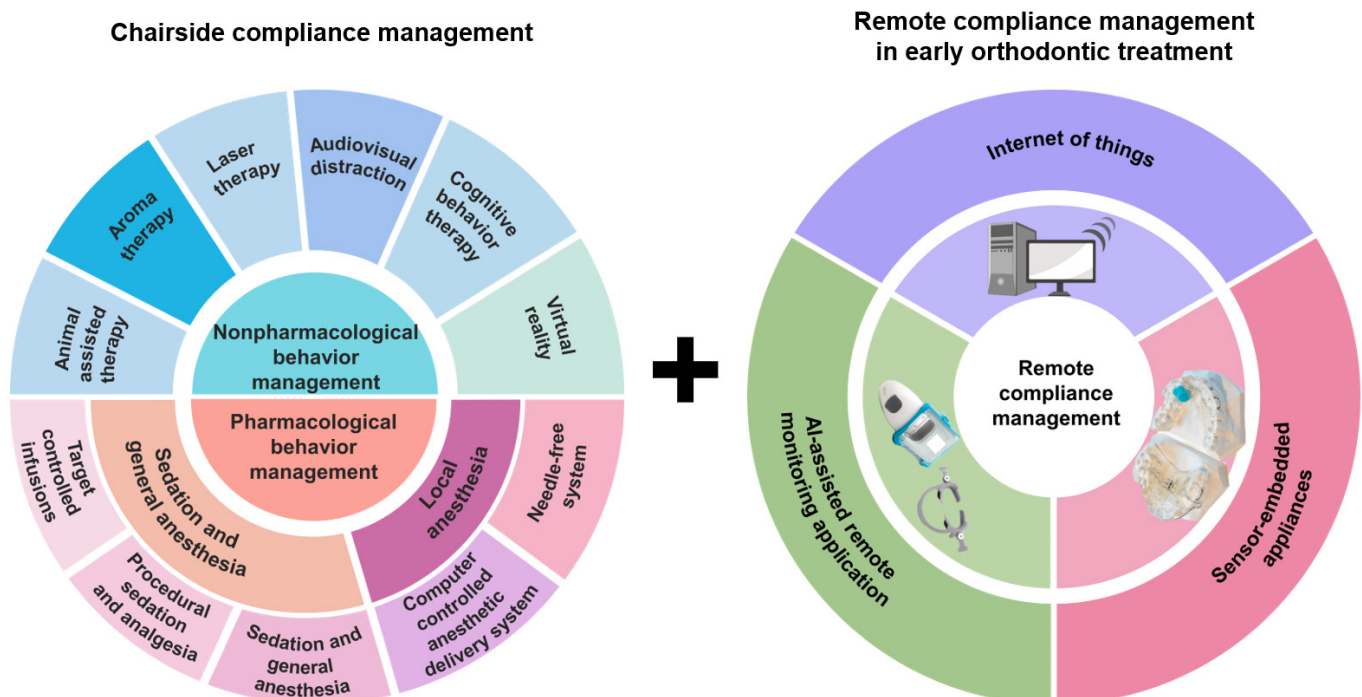 Chairside compliance management
Remote compliance management
in early orthodontic treatment
Animal
assisted
therapy
Aroma
therapy
Laser
therapy
Audiovisual
distraction
Cognitive
behavior
therapy
Virtual
reality
Nonpharmacological
behavior
management
Pharmacological
behavior
management
Target
controlled
infusions
Sedation and
general anesthesia
Local
anesthesia
Needle-free
system
Procedural
sedation
and analgesia
Sedation and
general
anesthesia
Computer
controlled
anesthetic
delivery system
Internet of things
Remote
compliance
management
AI-assisted remote
monitoring application
Sensor-embedded
appliances